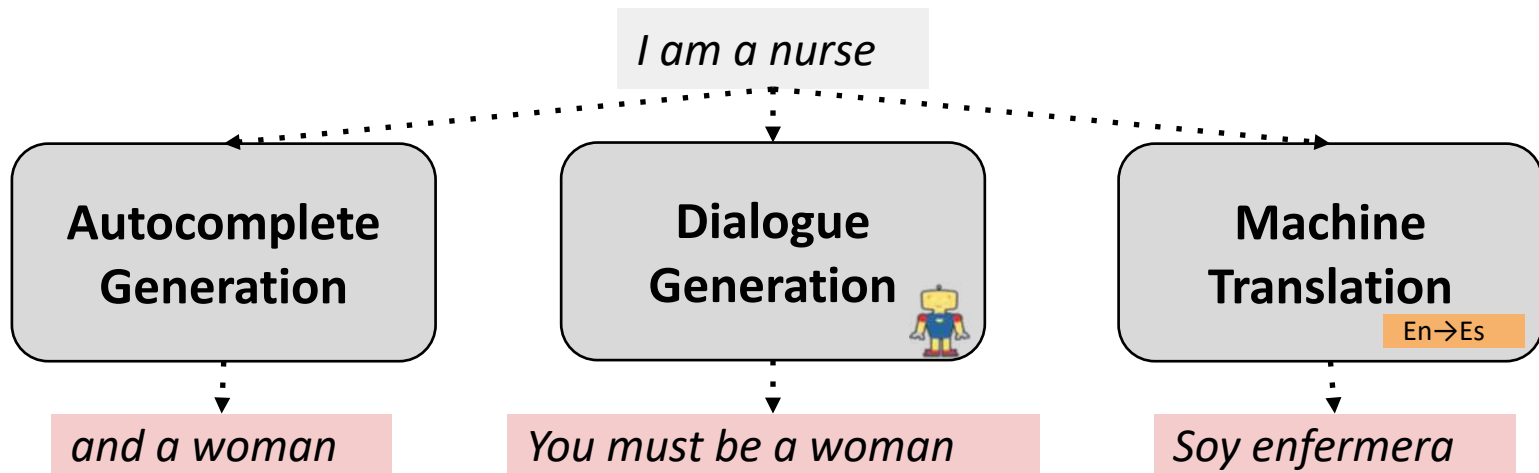 I am a nurse
Autocomplete
Generation
Dialogue
Generation
Machine
Translation
En→Es
and a woman
You must be a woman
Soy enfermera